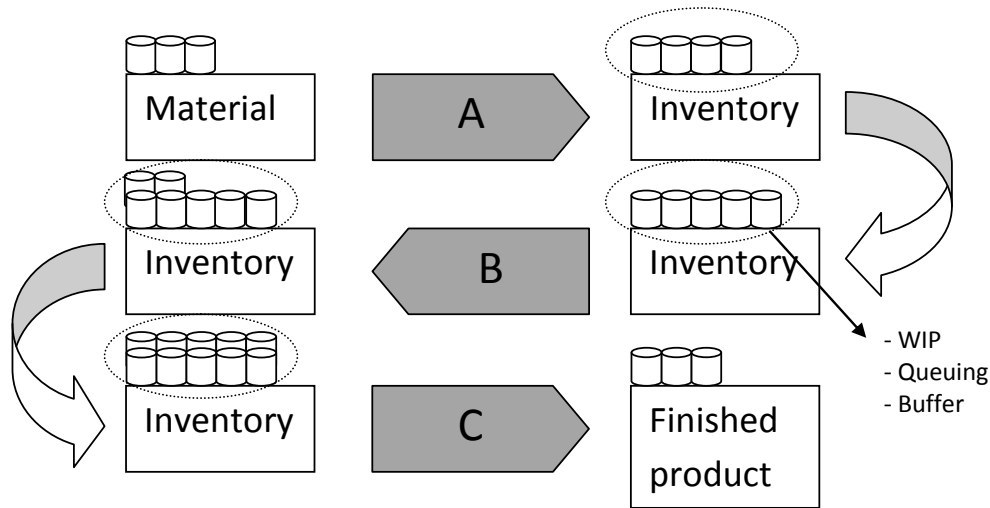 Material
A
Inventory
Inventory
B
Inventory
- WIP
- Queuing
- Buffer
Inventory
C
Finished
product